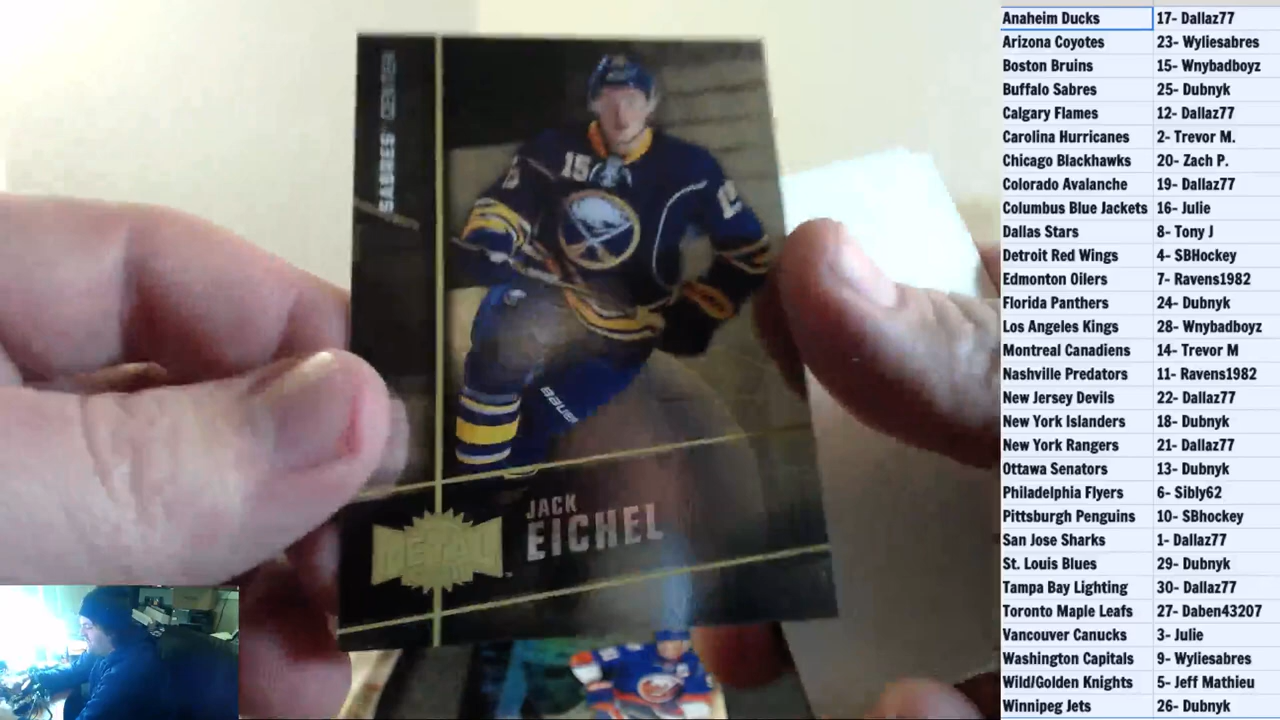 SABRES CENTER
15
15
BAUER
METAL
JACK
EICHEL
Anaheim Ducks 17- Dallaz77
Arizona Coyotes 23- Wyliesabres
Boston Bruins 15- Wnybadboyz
Buffalo Sabres 25- Dubnyk
Calgary Flames 12- Dallaz77
Carolina Hurricanes 2- Trevor M.
Chicago Blackhawks 20- Zach P.
Colorado Avalanche 19- Dallaz77
Columbus Blue Jackets 16- Julie
Dallas Stars 8- Tony J
Detroit Red Wings 4- SBHockey
Edmonton Oilers 7- Ravens1982
Florida Panthers 24- Dubnyk
Los Angeles Kings 28- Wnybadboyz
Montreal Canadiens 14- Trevor M
Nashville Predators 11- Ravens1982
New Jersey Devils 22- Dallaz77
New York Islanders 18- Dubnyk
New York Rangers 21- Dallaz77
Ottawa Senators 13- Dubnyk
Philadelphia Flyers 6- Sibly62
Pittsburgh Penguins 10- SBhockey
San Jose Sharks 1- Dallaz77
St. Louis Blues 29- Dubnyk
Tampa Bay Lighting 30- Dallaz77
Toronto Maple Leafs 27- Daben43207
Vancouver Canucks 3- Julie
Washington Capitals 9- Wyliesabres
Wild/Golden Knights 5- Jeff Mathieu
Winnipeg Jets 26- Dubnyk